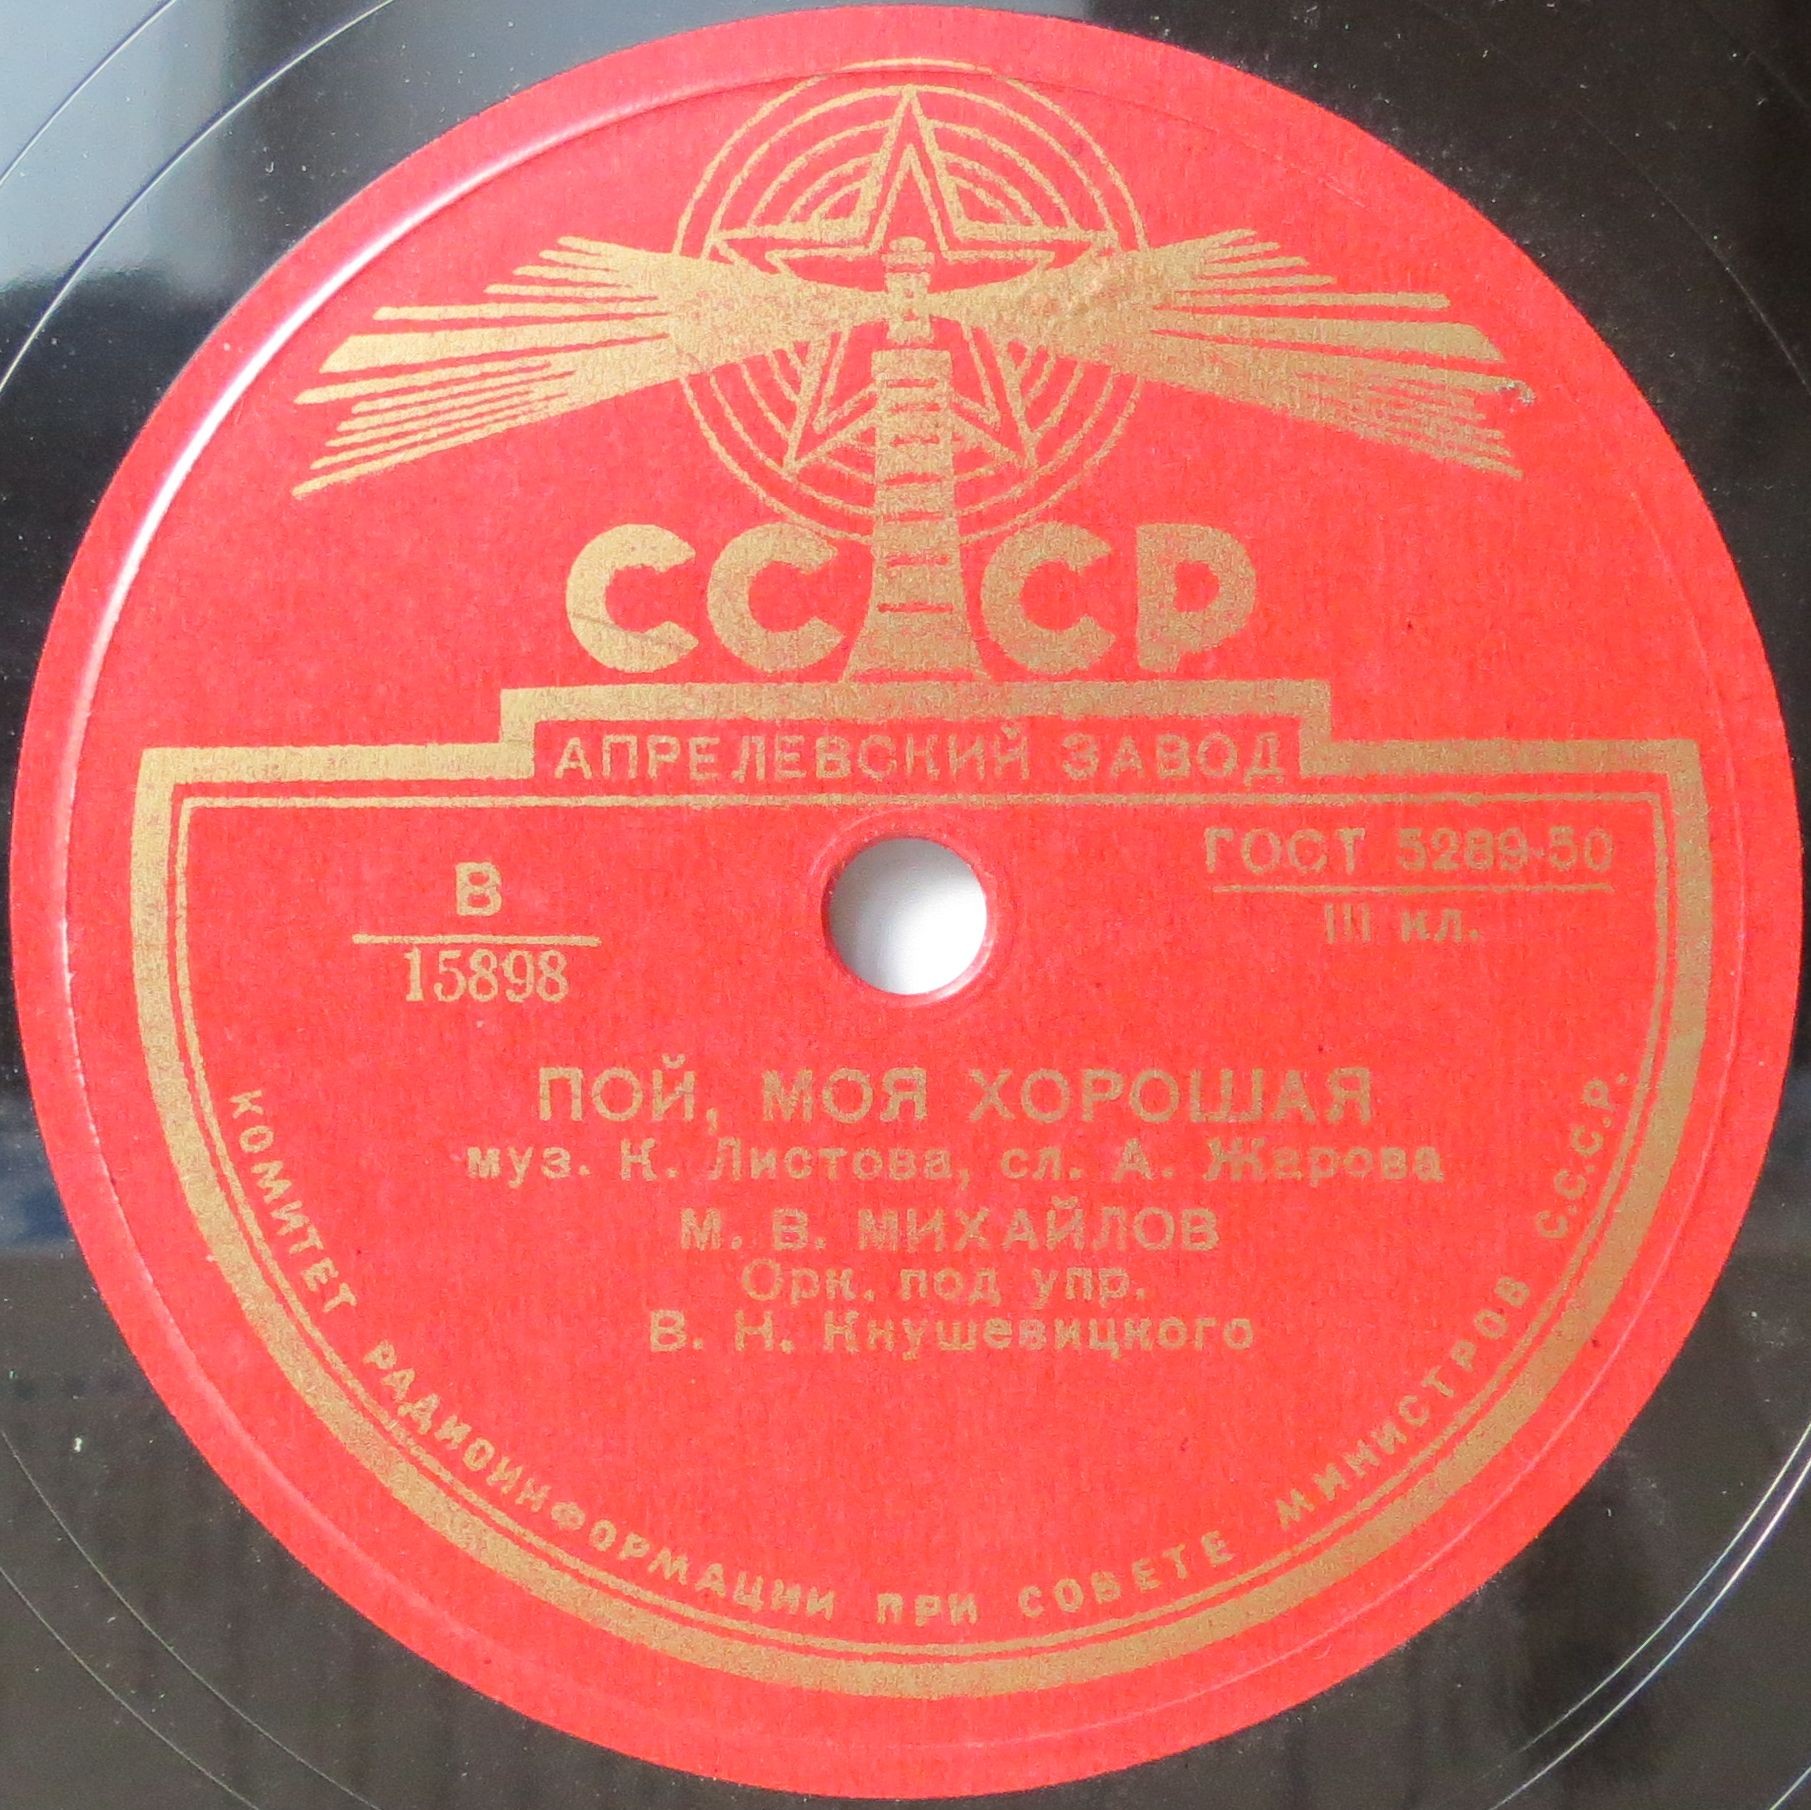 СССР
АПРЕЛЕВСКИЙ ЗАВОД
В
15898
ГОСТ 5289-50
III кл.
ПОЙ, МОЯ ХОРОШАЯ
муз. К. Листова, сл. А. Жарова
М. В. МИХАЙЛОВ
Орк. под упр.
В. Н. Кнушевицкого
КОМИТЕТ РАДИОИНФОРМАЦИИ ПРИ СОВЕТЕ МИНИСТРОВ С.С.С.Р.